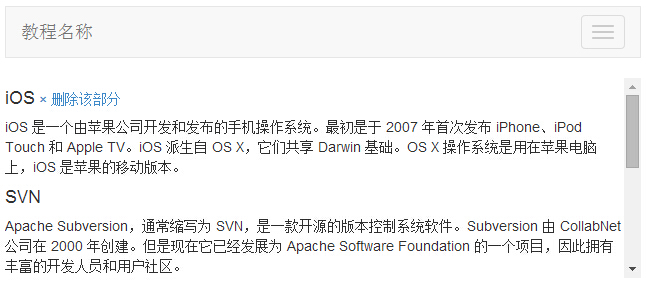 教程名称
iOS × 删除该部分
iOS 是一个由苹果公司开发和发布的手机操作系统。最初是于 2007 年首次发布 iPhone、iPod
Touch 和 Apple TV。iOS 派生自 OS X，它们共享 Darwin 基础。OS X 操作系统是用在苹果电脑
上，iOS 是苹果的移动版本。
SVN
Apache Subversion，通常缩写为 SVN，是一款开源的版本控制系统软件。Subversion 由 CollabNet
公司在 2000 年创建。但是现在它已经发展为 Apache Software Foundation 的一个项目，因此拥有
丰富的开发人员和用户社区。